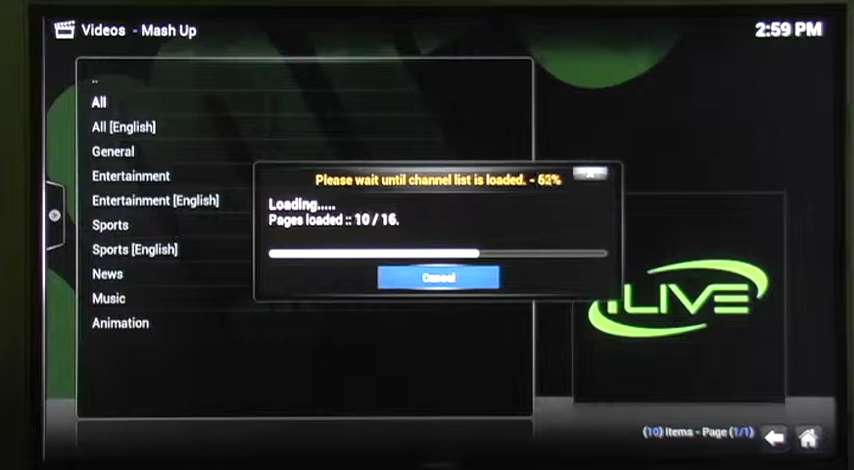 Videos - Mash Up
2:59 PM
..
All
All [English]
General
Entertainment
Entertainment [English]
Sports
Sports [English]
News
Music
Animation
Please wait until channel list is loaded. - 62%
Loading.....
Pages loaded :: 10 / 16.
Cancel
iLIVE
(10) Items - Page (1/1)